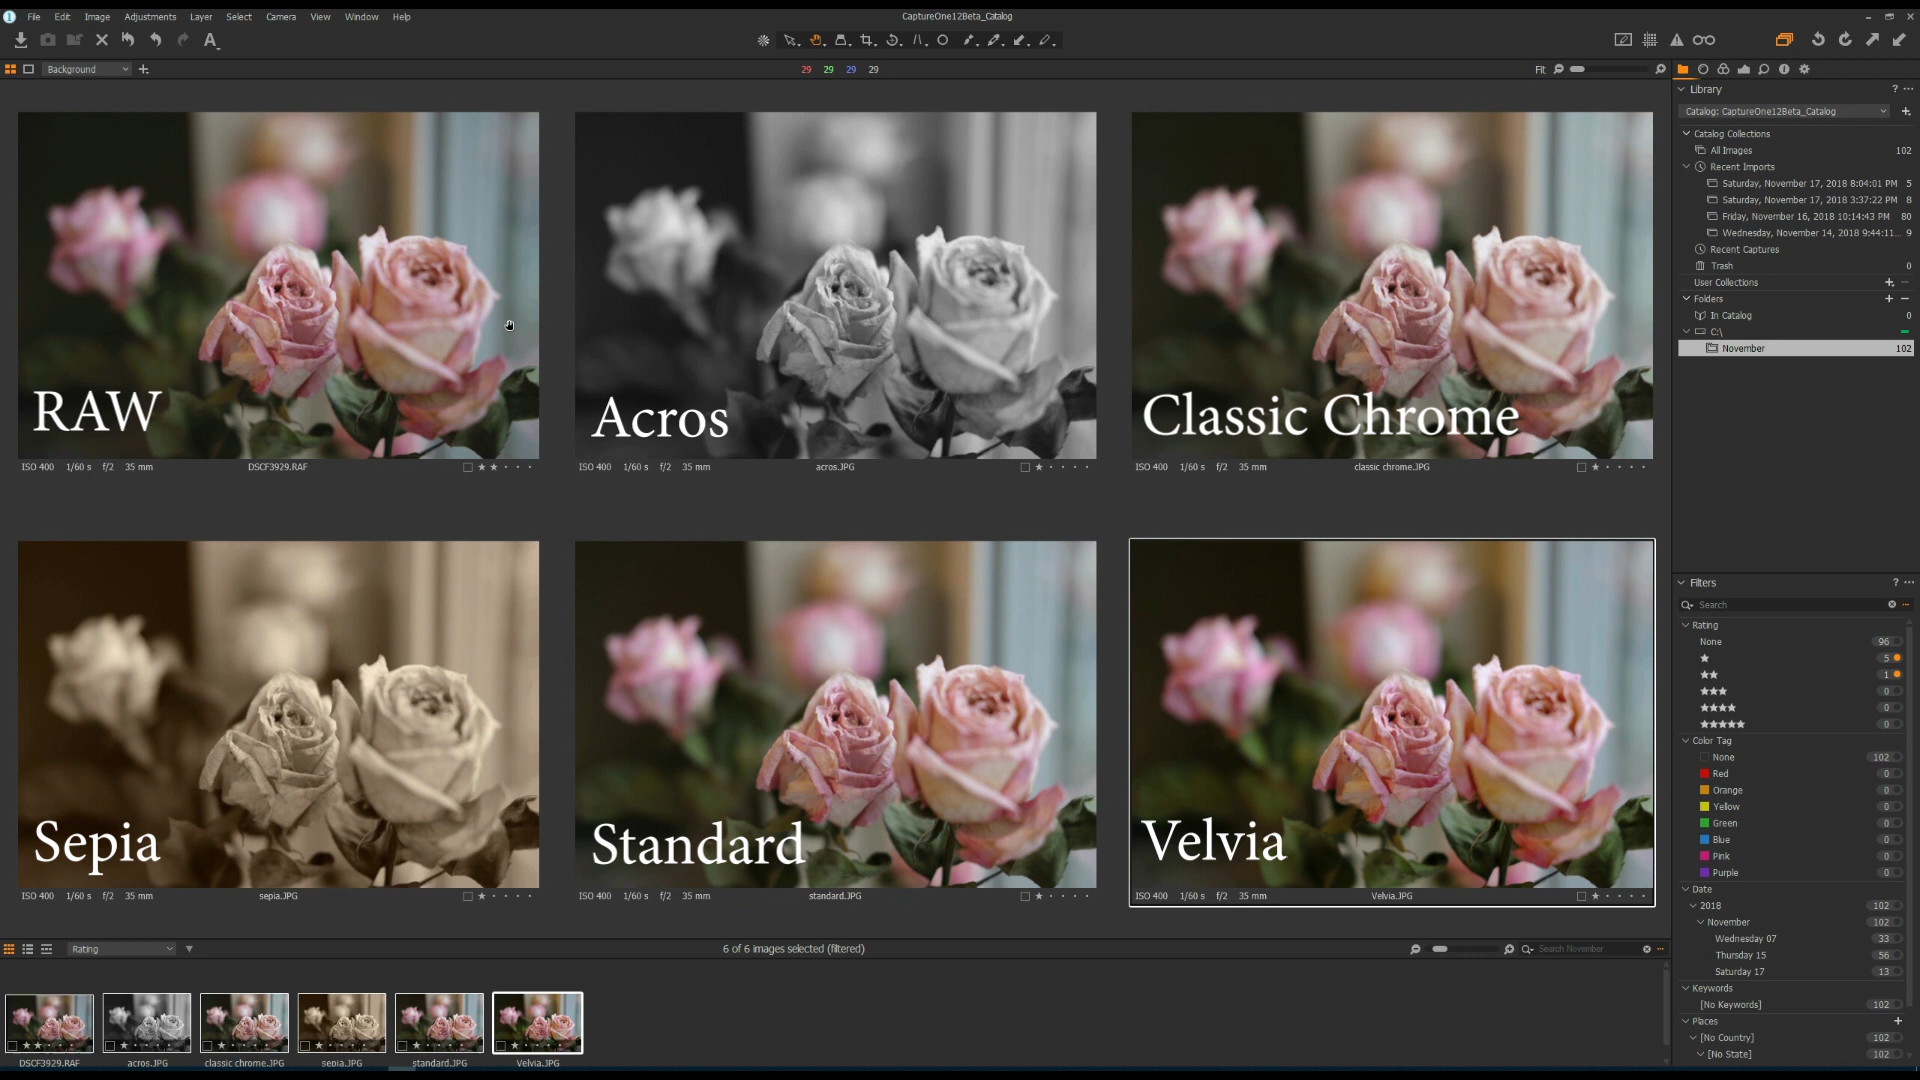 File Edit Image Adjustments Layer Select Camera View Window Help
CaptureOne12Beta_Catalog
Background
29 29 29 29
Fit
RAW
ISO 400 1/60 s f/2 35 mm DSCF3929.RAF
Acros
ISO 400 1/60 s f/2 35 mm acros.JPG
Classic Chrome
ISO 400 1/60 s f/2 35 mm classic chrome.JPG
Sepia
ISO 400 1/60 s f/2 35 mm sepia.JPG
Standard
ISO 400 1/60 s f/2 35 mm standard.JPG
Velvia
ISO 400 1/60 s f/2 35 mm Velvia.JPG
Rating
6 of 6 images selected (filtered)
Search November
DSCF3929.RAF
acros.JPG
classic chrome.JPG
sepia.JPG
standard.JPG
Velvia.JPG
Library
Catalog: CaptureOne12Beta_Catalog
Catalog Collections
All Images 102
Recent Imports
Saturday, November 17, 2018 8:04:01 PM 5
Saturday, November 17, 2018 3:37:22 PM 8
Friday, November 16, 2018 10:14:43 PM 80
Wednesday, November 14, 2018 9:44:11... 9
Recent Captures
Trash 0
User Collections
Folders
In Catalog 0
C:\
November 102
Filters
Search
Rating
None 96
★ 5
★★ 1
★★★ 0
★★★★ 0
★★★★★ 0
Color Tag
None 102
Red 0
Orange 0
Yellow 0
Green 0
Blue 0
Pink 0
Purple 0
Date
2018 102
November 102
Wednesday 07 33
Thursday 15 56
Saturday 17 13
Keywords
[No Keywords] 102
Places
[No Country] 102
[No State] 102